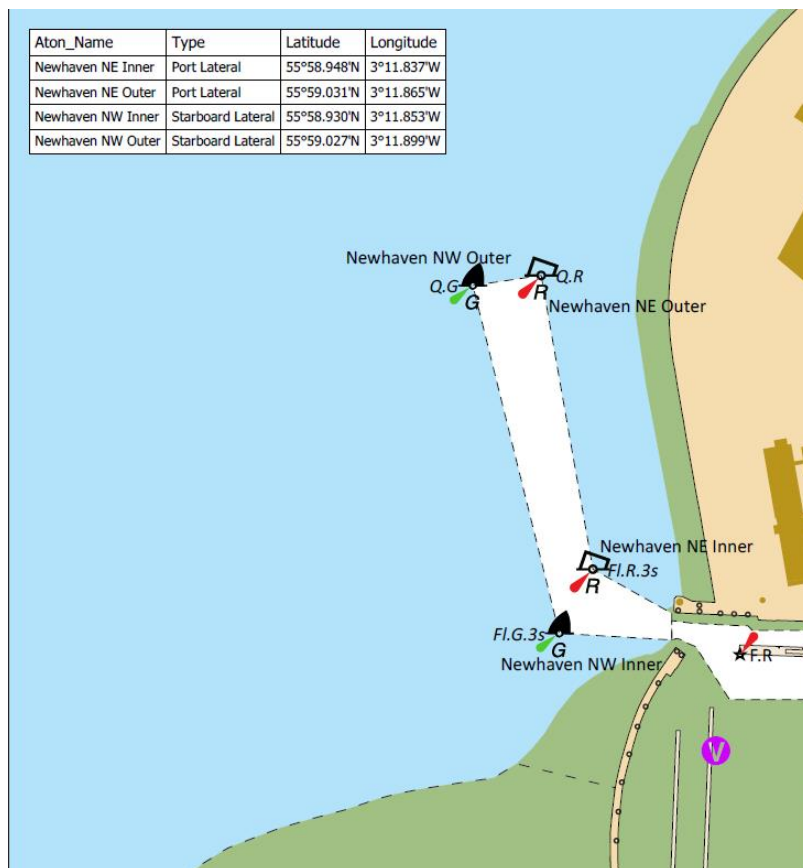 Aton_Name Type Latitude Longitude
Newhaven NE Inner Port Lateral 55°58.948'N 3°11.837'W
Newhaven NE Outer Port Lateral 55°59.031'N 3°11.865'W
Newhaven NW Inner Starboard Lateral 55°58.930'N 3°11.853'W
Newhaven NW Outer Starboard Lateral 55°59.027'N 3°11.899'W
Newhaven NW Outer
Q.G
G
Q.R
R
Newhaven NE Outer
Newhaven NE Inner
Fl.R.3s
R
Fl.G.3s
G
Newhaven NW Inner
F.R
V